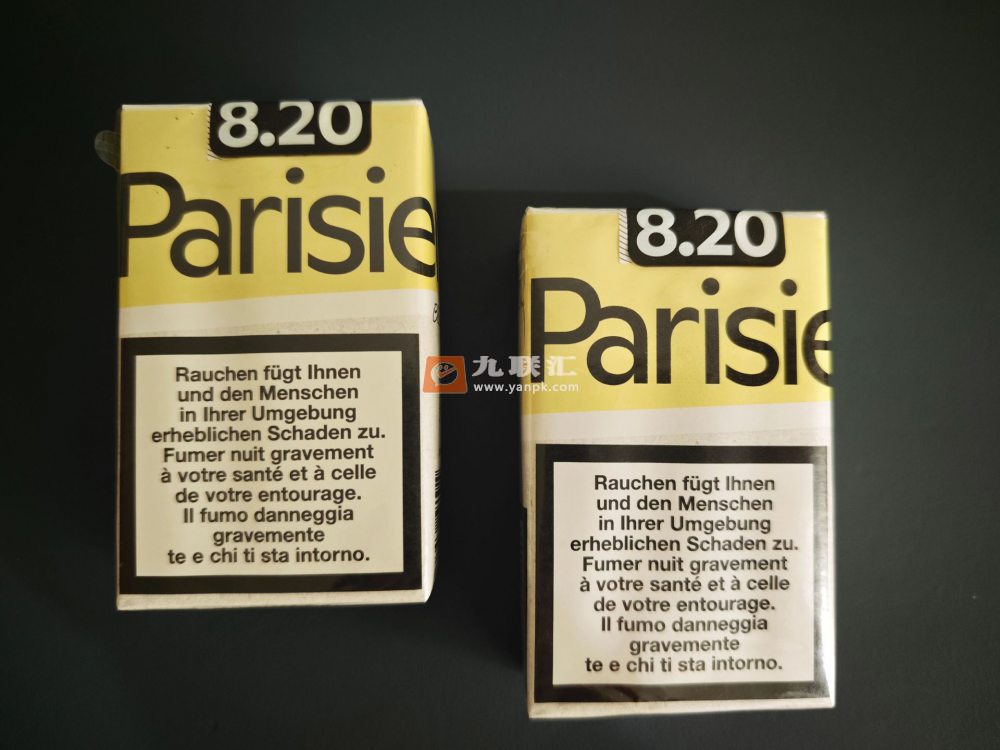 8.20
Parisie
Rauchen fügt Ihnen
und den Menschen
in Ihrer Umgebung
erheblichen Schaden zu.
Fumer nuit gravement
à votre santé et à celle
de votre entourage.
Il fumo danneggia
gravemente
te e chi ti sta intorno.
九联汇
www.yanpk.com
8.20
Parisie
Rauchen fügt Ihnen
und den Menschen
in Ihrer Umgebung
erheblichen Schaden zu.
Fumer nuit gravement
à votre santé et à celle
de votre entourage.
Il fumo danneggia
gravemente
te e chi ti sta intorno.